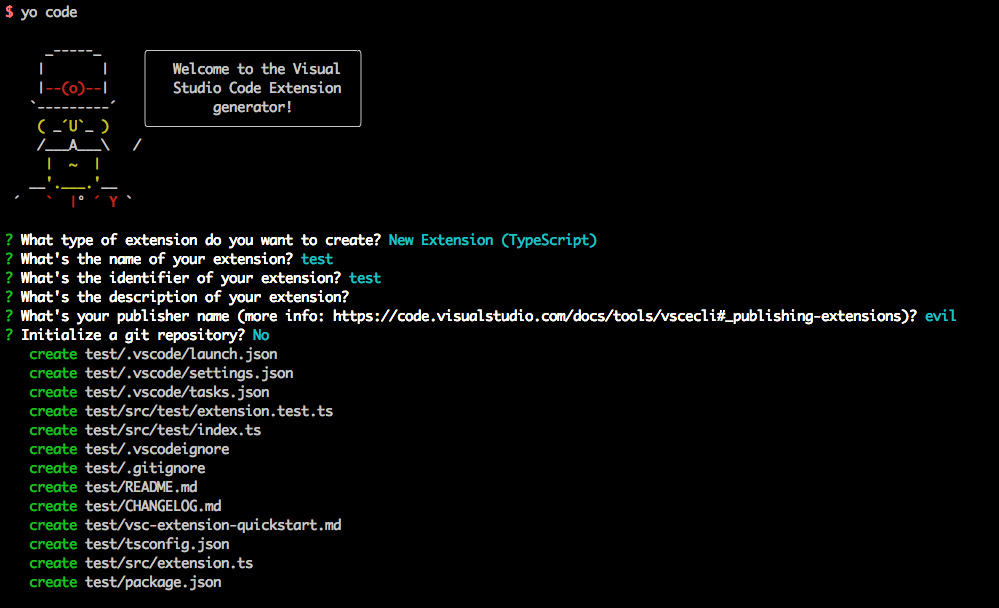 $ yo code
     _-----_
    |       |
    |--(o)--|
   `---------´
    ( _´U`_ )
    /___A___\   /
     |  ~  |
   __'.___.'__
 ´   `  |° ´ Y `
Welcome to the Visual
Studio Code Extension
generator!
? What type of extension do you want to create? New Extension (TypeScript)
? What's the name of your extension? test
? What's the identifier of your extension? test
? What's the description of your extension?
? What's your publisher name (more info: https://code.visualstudio.com/docs/tools/vscecli#_publishing-extensions)? evil
? Initialize a git repository? No
   create test/.vscode/launch.json
   create test/.vscode/settings.json
   create test/.vscode/tasks.json
   create test/src/test/extension.test.ts
   create test/src/test/index.ts
   create test/.vscodeignore
   create test/.gitignore
   create test/README.md
   create test/CHANGELOG.md
   create test/vsc-extension-quickstart.md
   create test/tsconfig.json
   create test/src/extension.ts
   create test/package.json